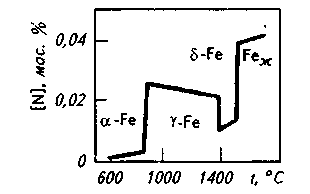 [N], мас. %
0,04
0,02
0
δ-Fe
Feж
α-Fe
γ-Fe
600
1000
1400
t, °C